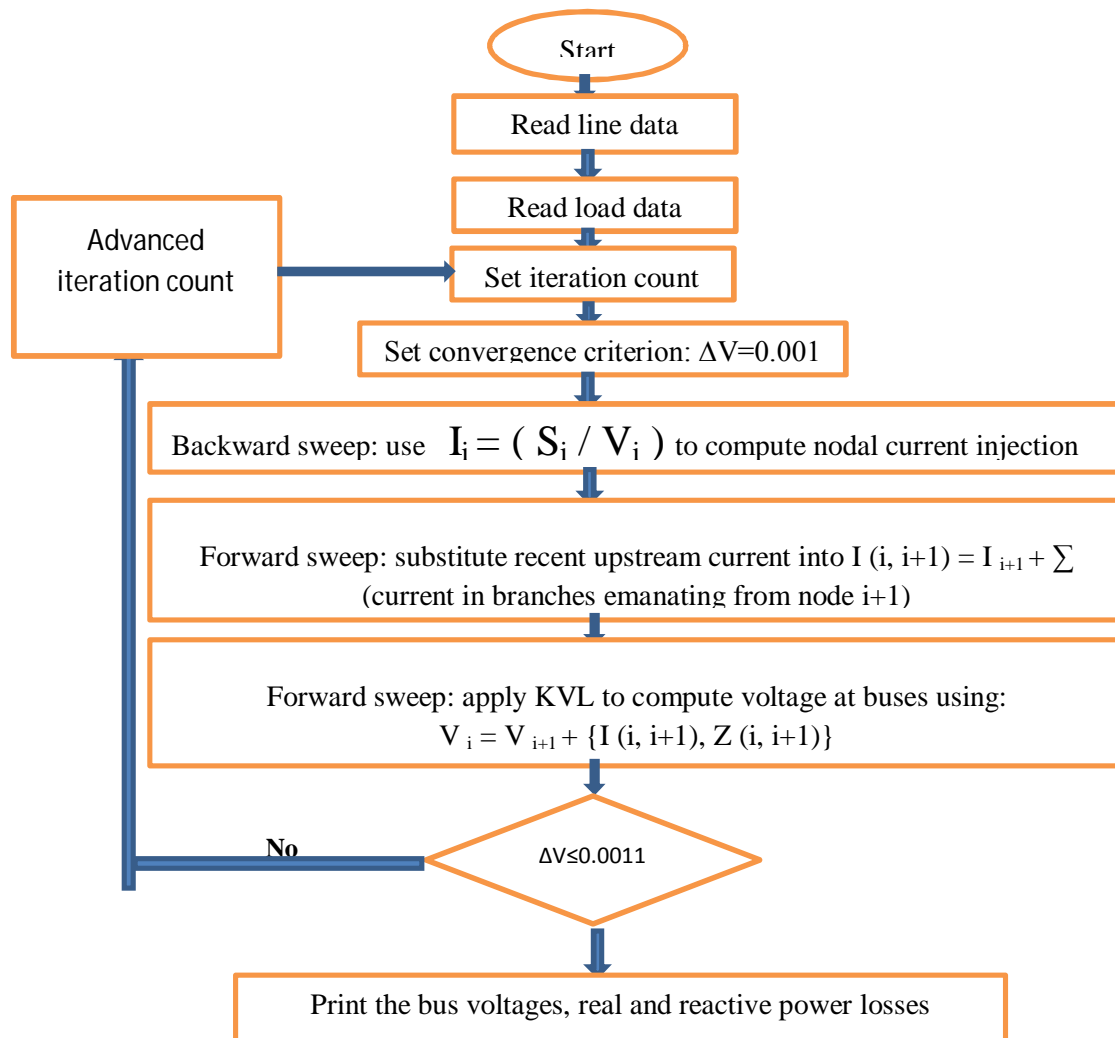 Start
Read line data
Read load data
Advanced
iteration count
Set iteration count
Set convergence criterion: ΔV=0.001
Backward sweep: use I i = ( S i / V i ) to compute nodal current injection
Forward sweep: substitute recent upstream current into I (i, i+1) = I i+1 + ∑
(current in branches emanating from node i+1)
Forward sweep: apply KVL to compute voltage at buses using:
V i = V i+1 + {I (i, i+1), Z (i, i+1)}
No
ΔV≤0.0011
Print the bus voltages, real and reactive power losses